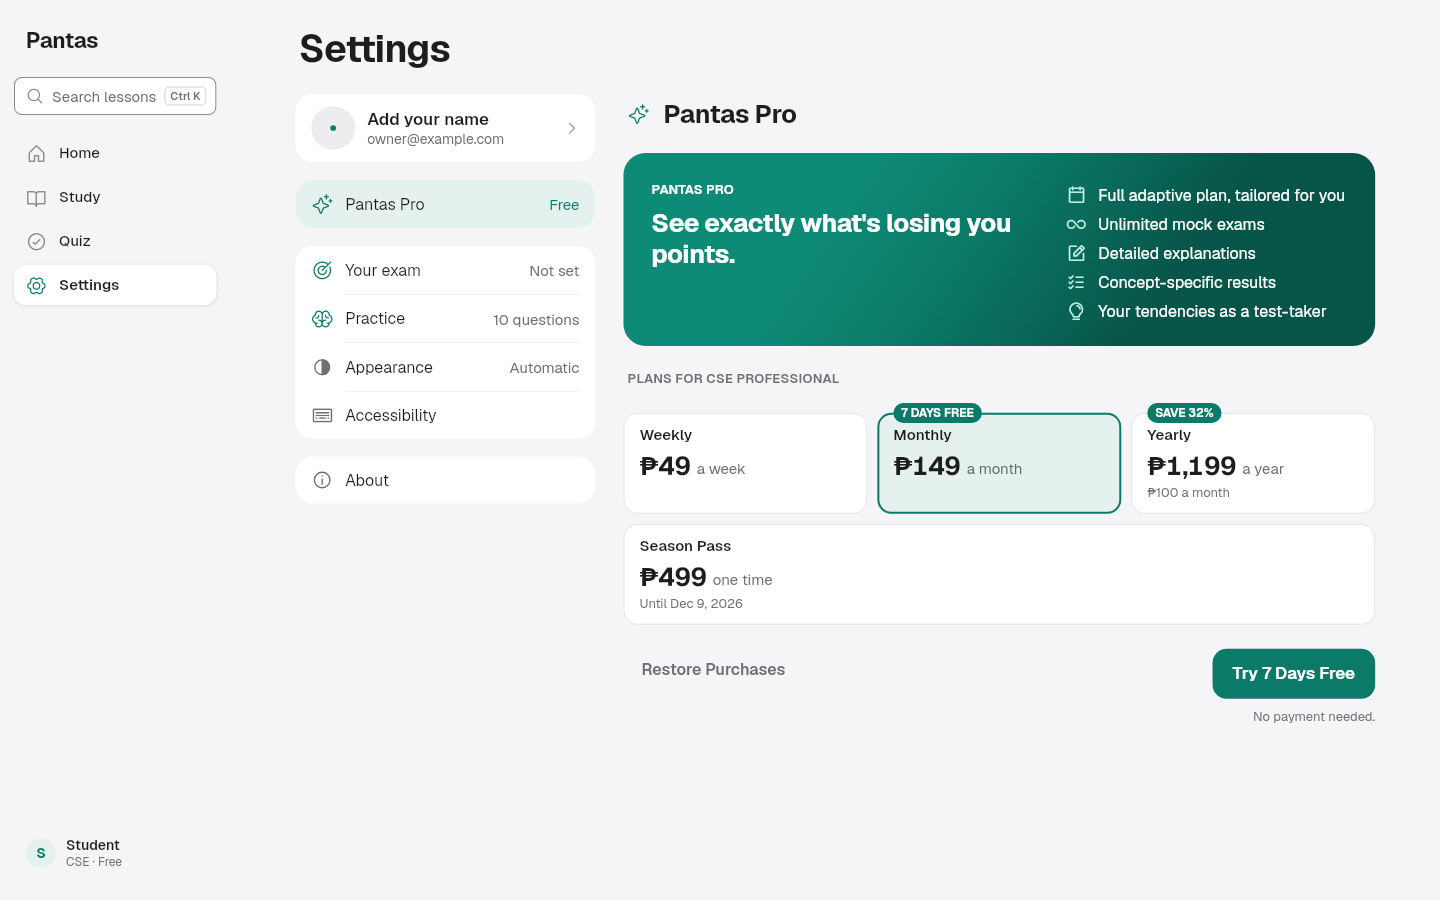 Pantas
Search lessons
Ctrl K
Home
Study
Quiz
Settings
S
Student
CSE · Free
Settings
Add your name
owner@example.com
Pantas Pro
Free
Your exam
Not set
Practice
10 questions
Appearance
Automatic
Accessibility
About
Pantas Pro
PANTAS PRO
See exactly what's losing you
points.
Full adaptive plan, tailored for you
Unlimited mock exams
Detailed explanations
Concept-specific results
Your tendencies as a test-taker
PLANS FOR CSE PROFESSIONAL
Weekly
₱49 a week
7 DAYS FREE
Monthly
₱149 a month
SAVE 32%
Yearly
₱1,199 a year
₱100 a month
Season Pass
₱499 one time
Until Dec 9, 2026
Restore Purchases
Try 7 Days Free
No payment needed.